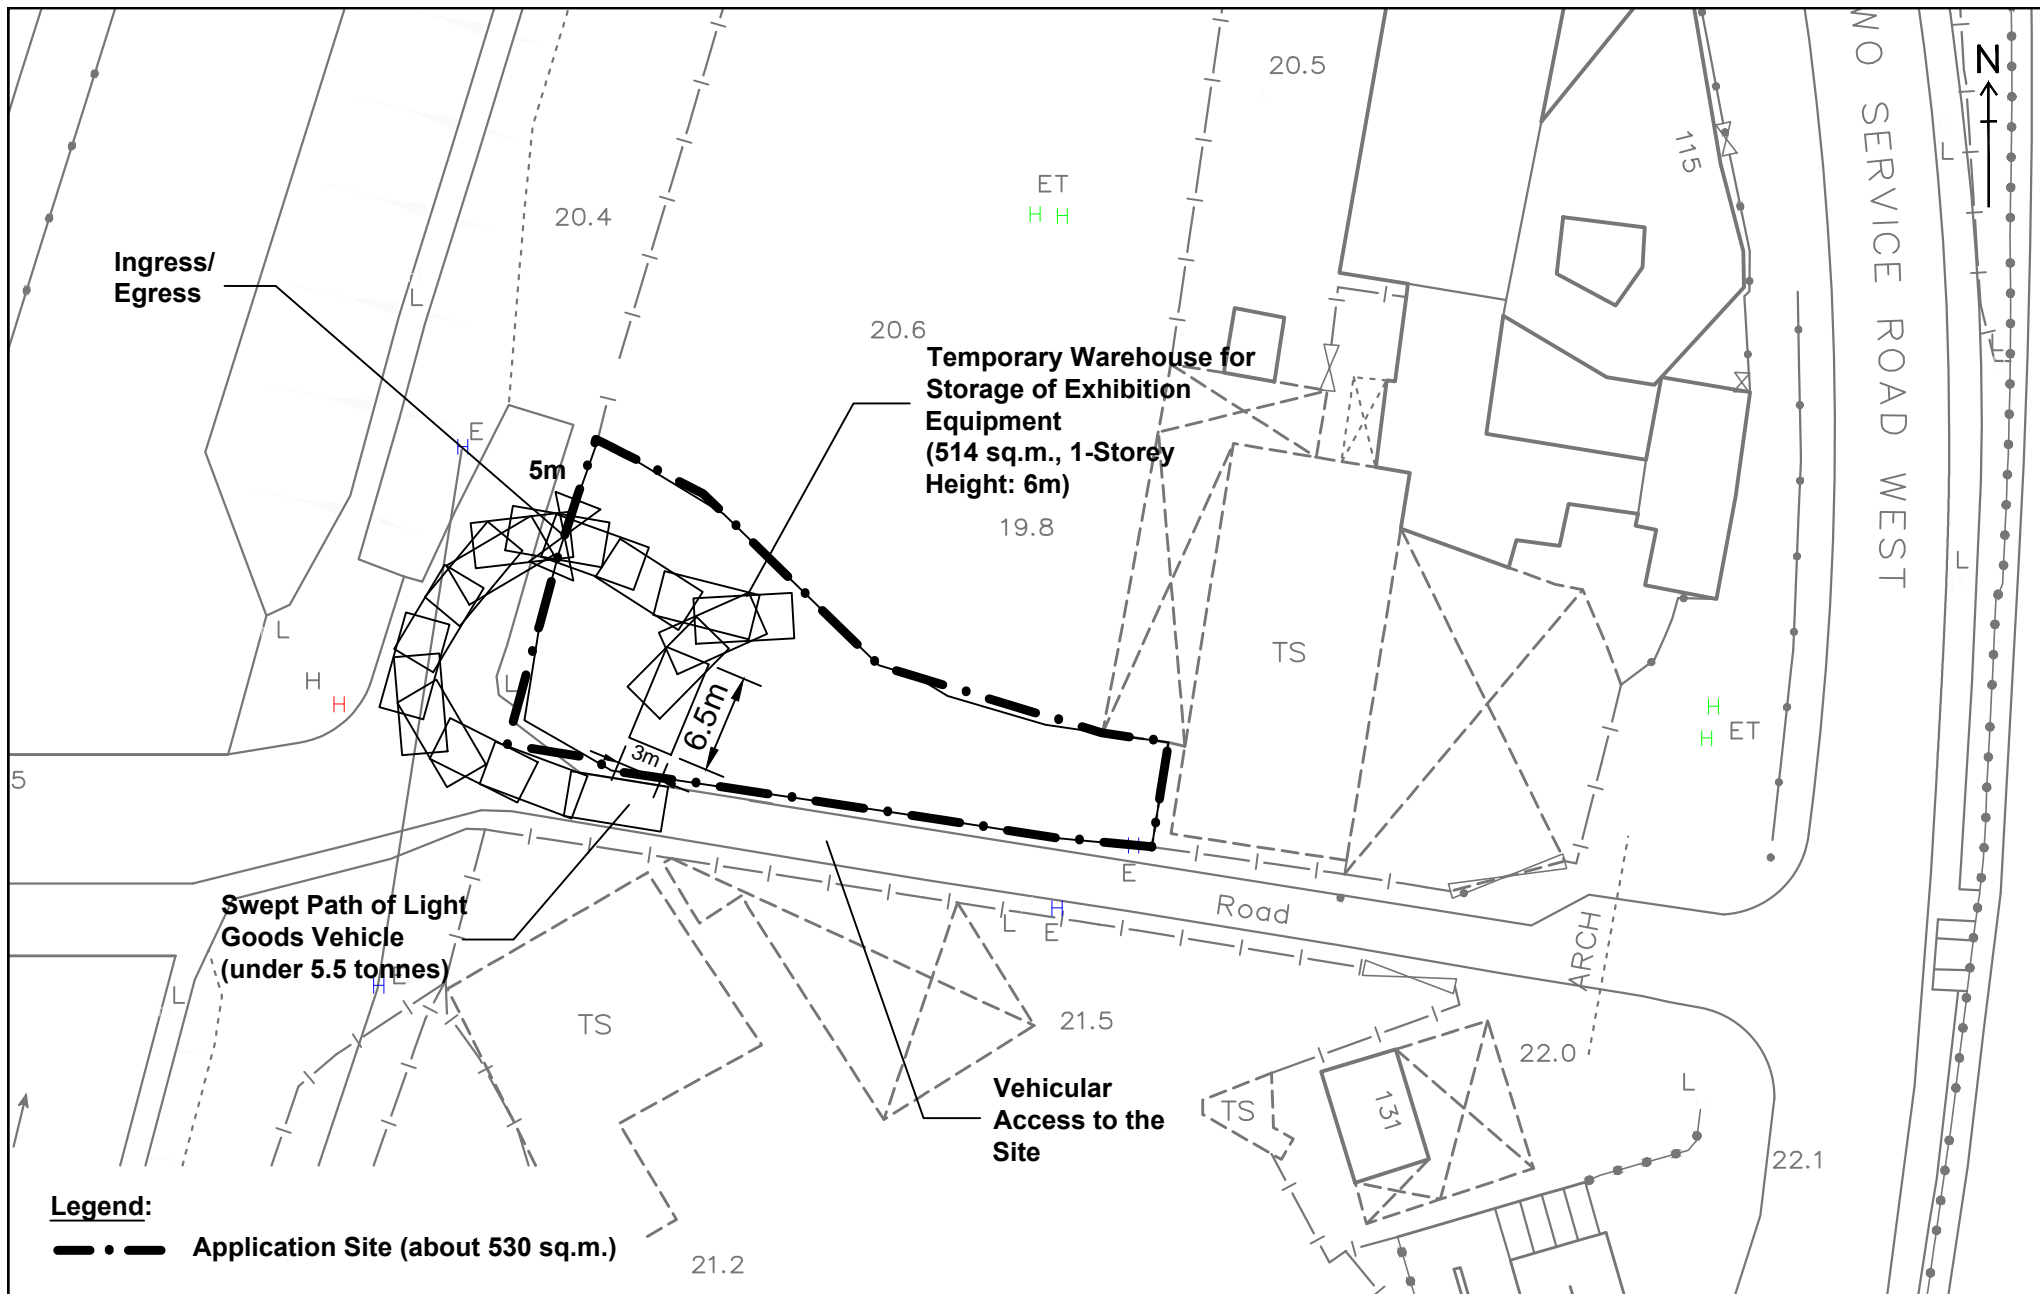 20.5
N
WO SERVICE ROAD WEST
115
L
ET
H H
20.4
Ingress/
Egress
L
20.6
Temporary Warehouse for
Storage of Exhibition
Equipment
(514 sq.m., 1-Storey
Height: 6m)
L
E
H
5m
19.8
L
L
TS
H
H
L
6.5m
3m
H
H
ET
5
H
E
Swept Path of Light
Goods Vehicle
(under 5.5 tonnes)
Road
H
L
E
ARCH
E
H
L
TS
21.5
22.0
Vehicular
Access to the
Site
TS
131
L
22.1
Legend:
Application Site (about 530 sq.m.)
21.2